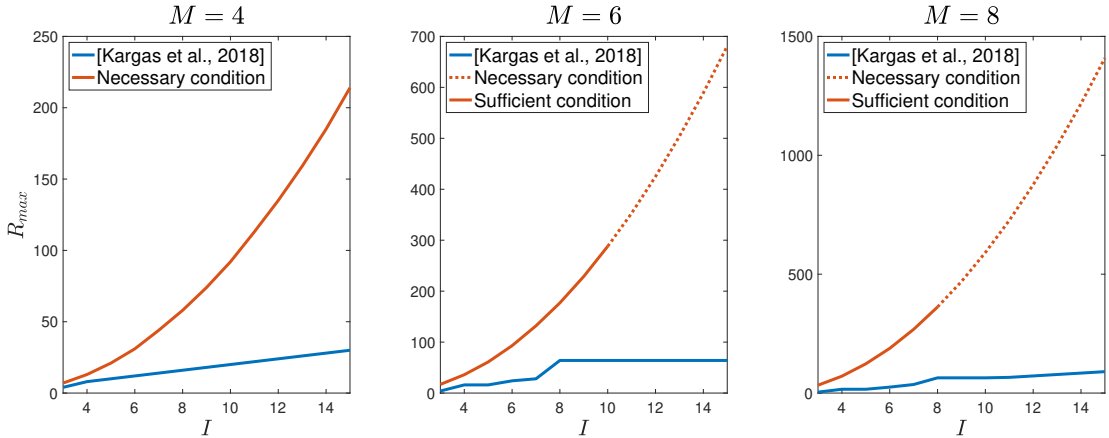 M = 4
250
200
150
100
50
0
R_max
4 6 8 10 12 14
I
[Kargas et al., 2018]
Necessary condition
M = 6
700
600
500
400
300
200
100
0
4 6 8 10 12 14
I
[Kargas et al., 2018]
Necessary condition
Sufficient condition
M = 8
1500
1000
500
0
4 6 8 10 12 14
I
[Kargas et al., 2018]
Necessary condition
Sufficient condition